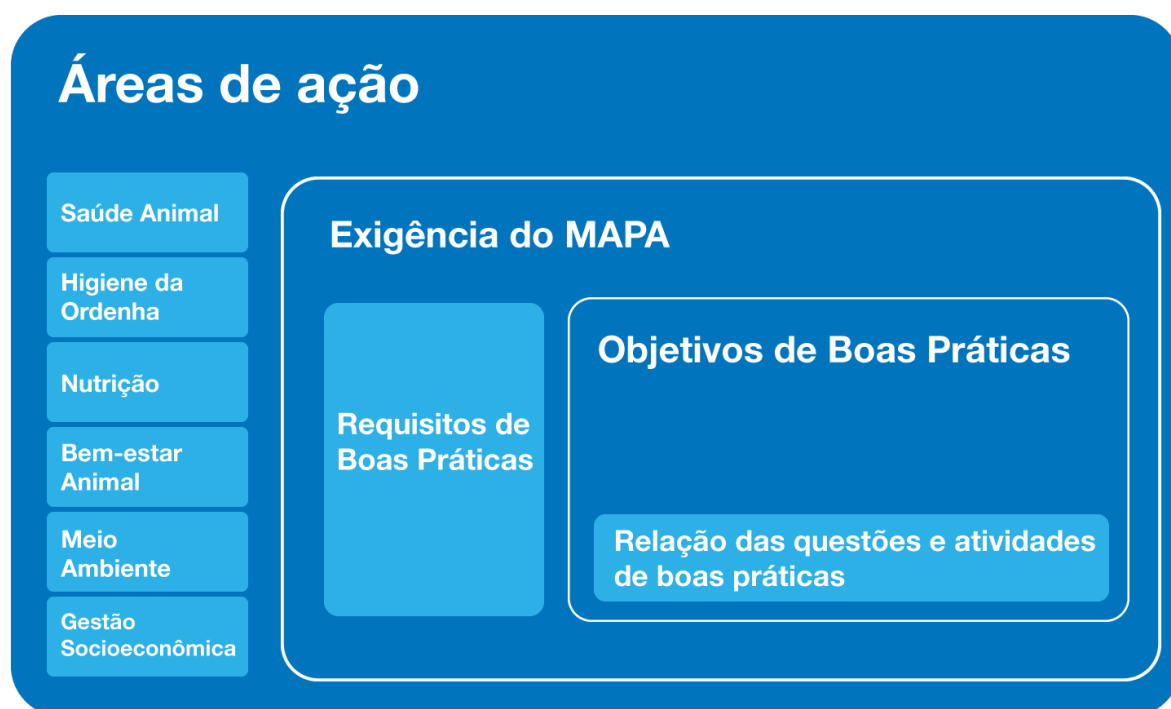 Áreas de ação
Saúde Animal
Higiene da
Ordenha
Nutrição
Bem-estar
Animal
Meio
Ambiente
Gestão
Socioeconômica
Exigência do MAPA
Requisitos de
Boas Práticas
Objetivos de Boas Práticas
Relação das questões e atividades
de boas práticas